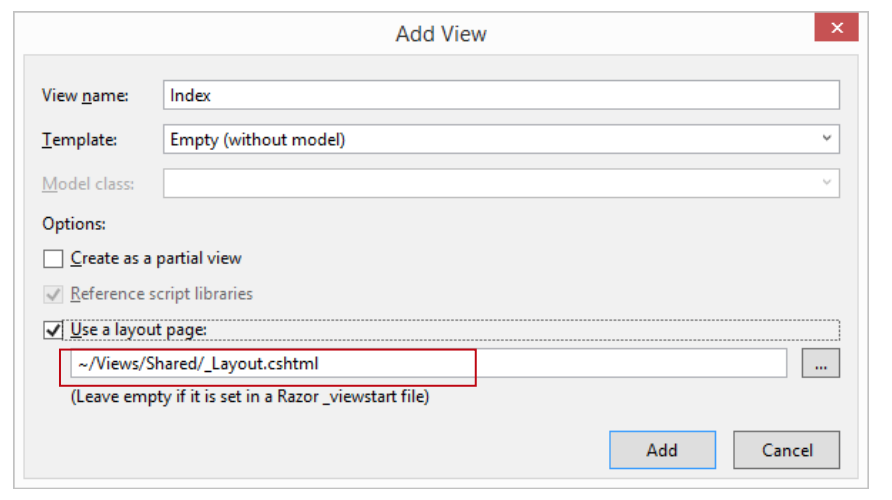 Add View
View name: Index
Template: Empty (without model)
Model class:
Options:
Create as a partial view
Reference script libraries
Use a layout page:
~/Views/Shared/_Layout.cshtml ...
(Leave empty if it is set in a Razor _viewstart file)
Add Cancel